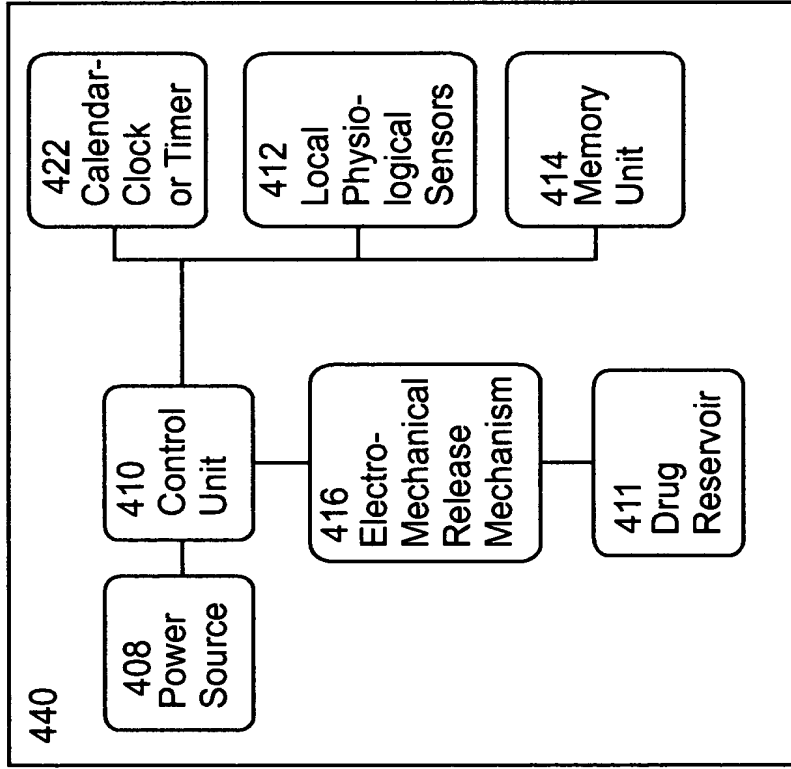 440
408
Power
Source
410
Control
Unit
416
Electro-
Mechanical
Release
Mechanism
411
Drug
Reservoir
422
Calendar-
Clock
or Timer
412
Local
Physio-
logical
Sensors
414
Memory
Unit